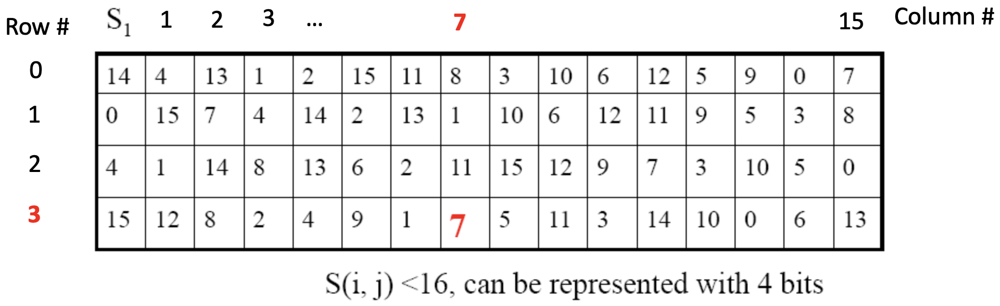 Row # S₁ 1 2 3 ... 7 15 Column #
0 14 4 13 1 2 15 11 8 3 10 6 12 5 9 0 7
1 0 15 7 4 14 2 13 1 10 6 12 11 9 5 3 8
2 4 1 14 8 13 6 2 11 15 12 9 7 3 10 5 0
3 15 12 8 2 4 9 1 7 5 11 3 14 10 0 6 13
S(i, j) <16, can be represented with 4 bits